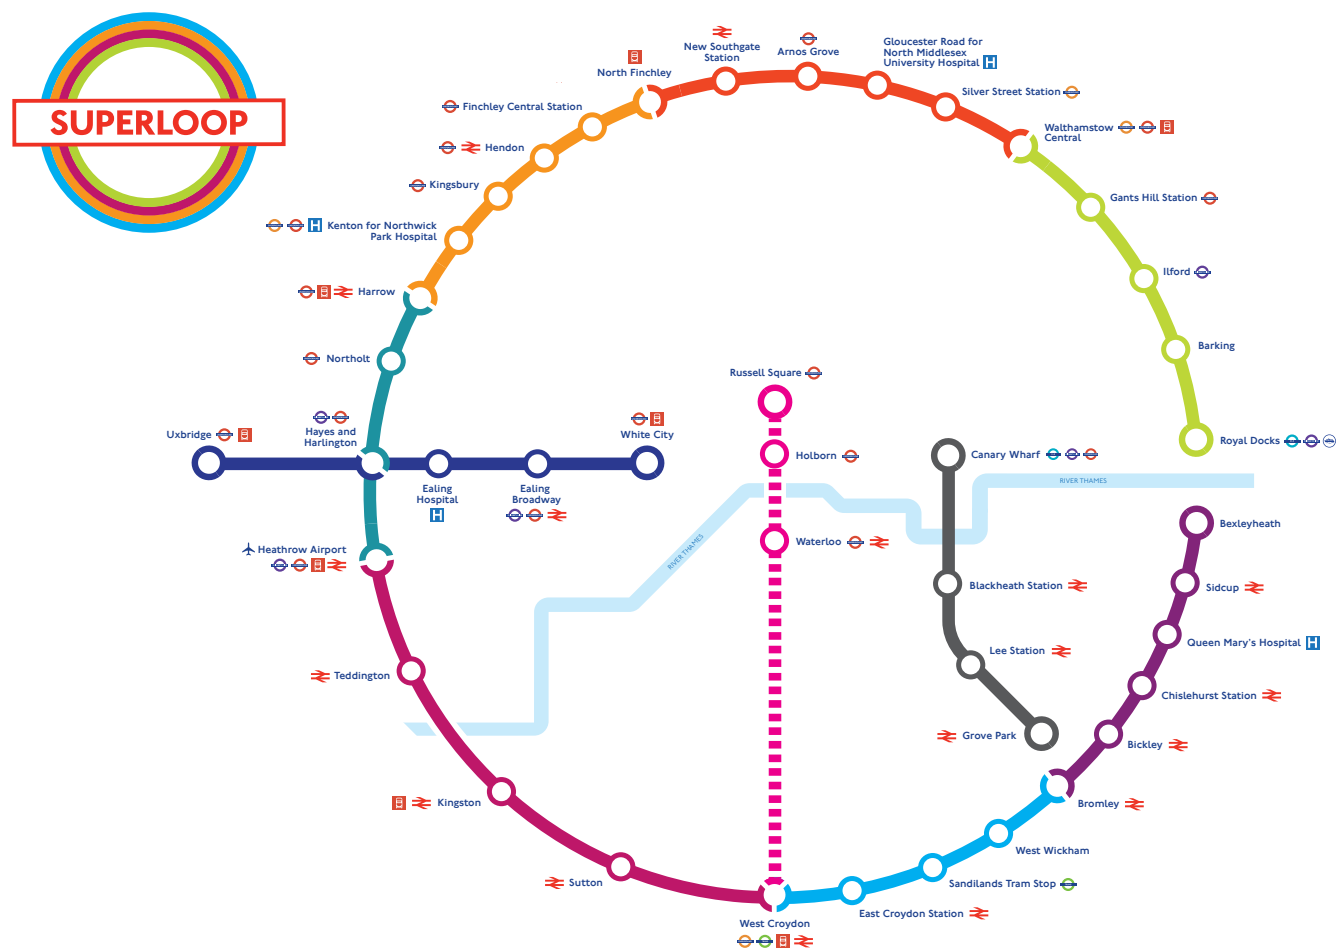 SUPERLOOP
North Finchley
New Southgate
Station
Arnos Grove
Gloucester Road for
North Middlesex
University Hospital H
Silver Street Station
Walthamstow
Central
Finchley Central Station
Hendon
Kingsbury
H Kenton for Northwick
Park Hospital
Harrow
Northolt
Hayes and
Harlington
Uxbridge
White City
Ealing
Hospital
H
Ealing
Broadway
Heathrow Airport
Teddington
Kingston
Sutton
West Croydon
Russell Square
Holborn
Waterloo
RIVER THAMES
Canary Wharf
RIVER THAMES
Blackheath Station
Lee Station
Grove Park
Gants Hill Station
Ilford
Barking
Royal Docks
Bexleyheath
Sidcup
Queen Mary's Hospital H
Chislehurst Station
Bickley
Bromley
West Wickham
Sandilands Tram Stop
East Croydon Station